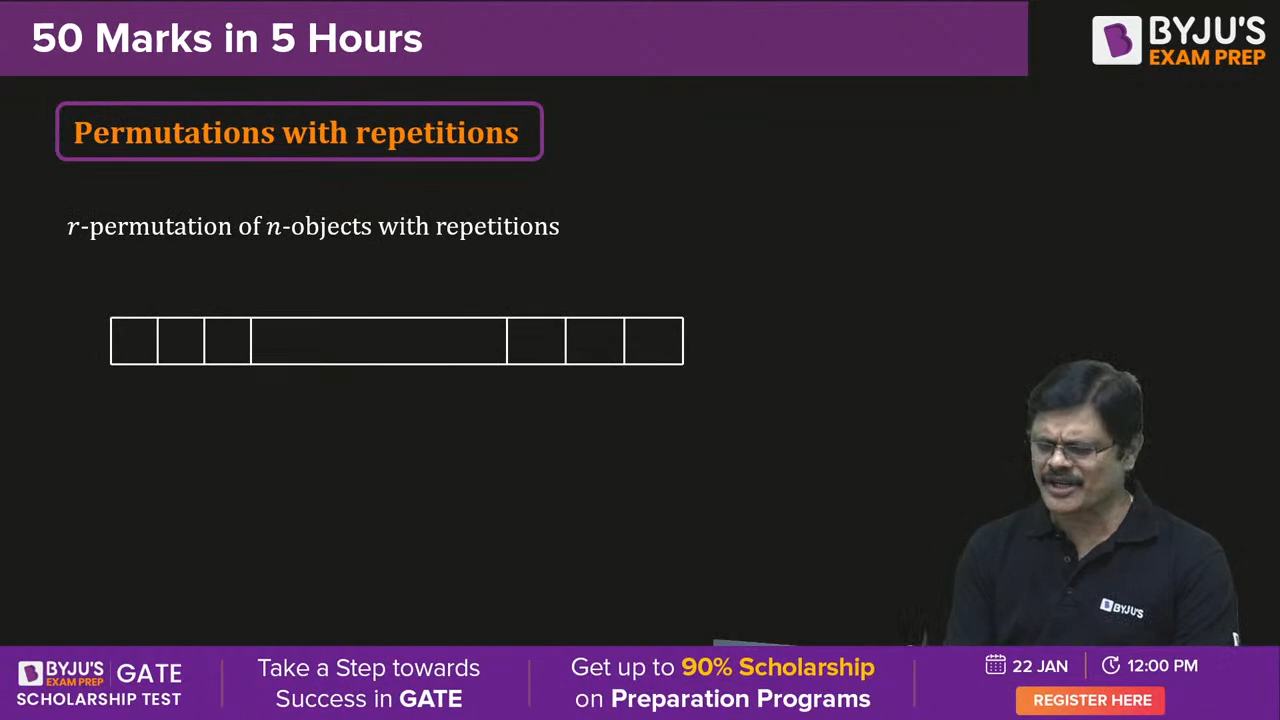 50 Marks in 5 Hours
BYJU'S
EXAM PREP
Permutations with repetitions
r-permutation of n-objects with repetitions
BYJU'S
BYJU'S
EXAM PREP
GATE
SCHOLARSHIP TEST
Take a Step towards
Success in GATE
Get up to 90% Scholarship
on Preparation Programs
22 JAN
12:00 PM
REGISTER HERE